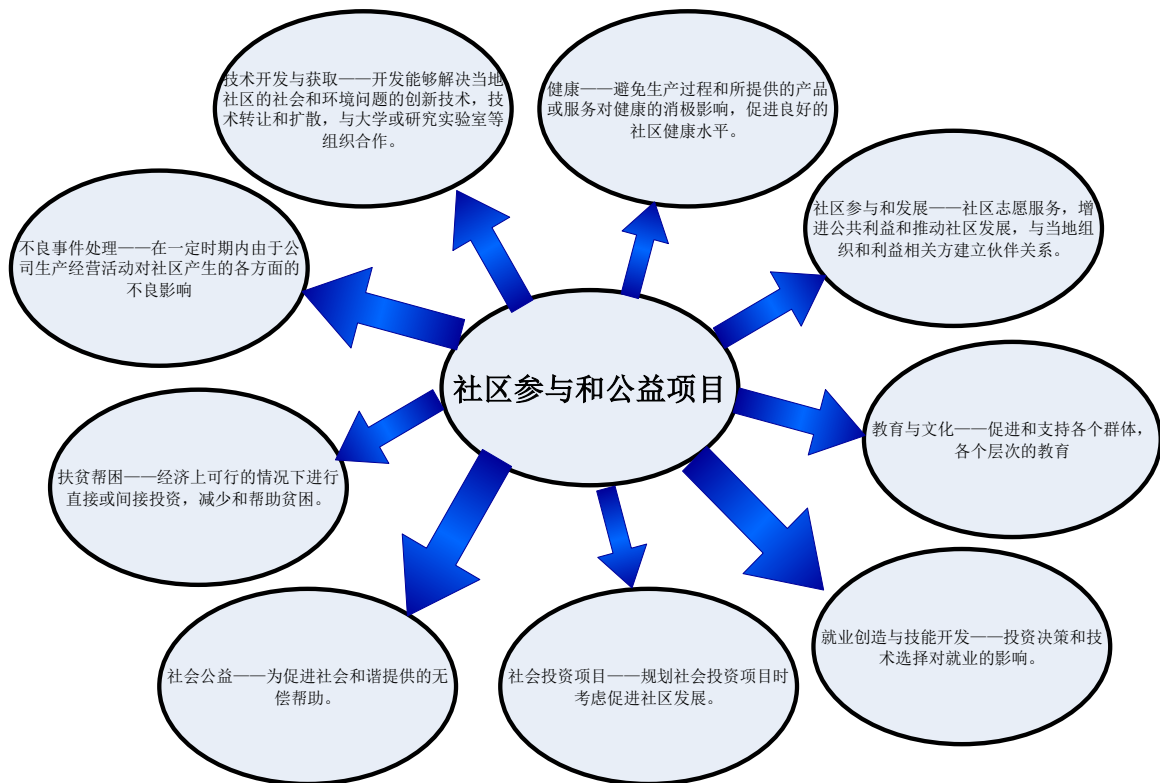 技术开发与获取——开发能够解决当地
社区的社会和环境问题的创新技术，技
术转让和扩散，与大学或研究实验室等
组织合作。
健康——避免生产过程和所提供的产品
或服务对健康的消极影响，促进良好的
社区健康水平。
社区参与和发展——社区志愿服务，增
进公共利益和推动社区发展，与当地组
织和利益相关方建立伙伴关系。
不良事件处理——在一定时期内由于公
司生产经营活动对社区产生的各方面的
不良影响
社区参与和公益项目
教育与文化——促进和支持各个群体，
各个层次的教育
扶贫帮困——经济上可行的情况下进行
直接或间接投资，减少和帮助贫困。
就业创造与技能开发——投资决策和技
术选择对就业的影响。
社会公益——为促进社会和谐提供的无
偿帮助。
社会投资项目——规划社会投资项目时
考虑促进社区发展。